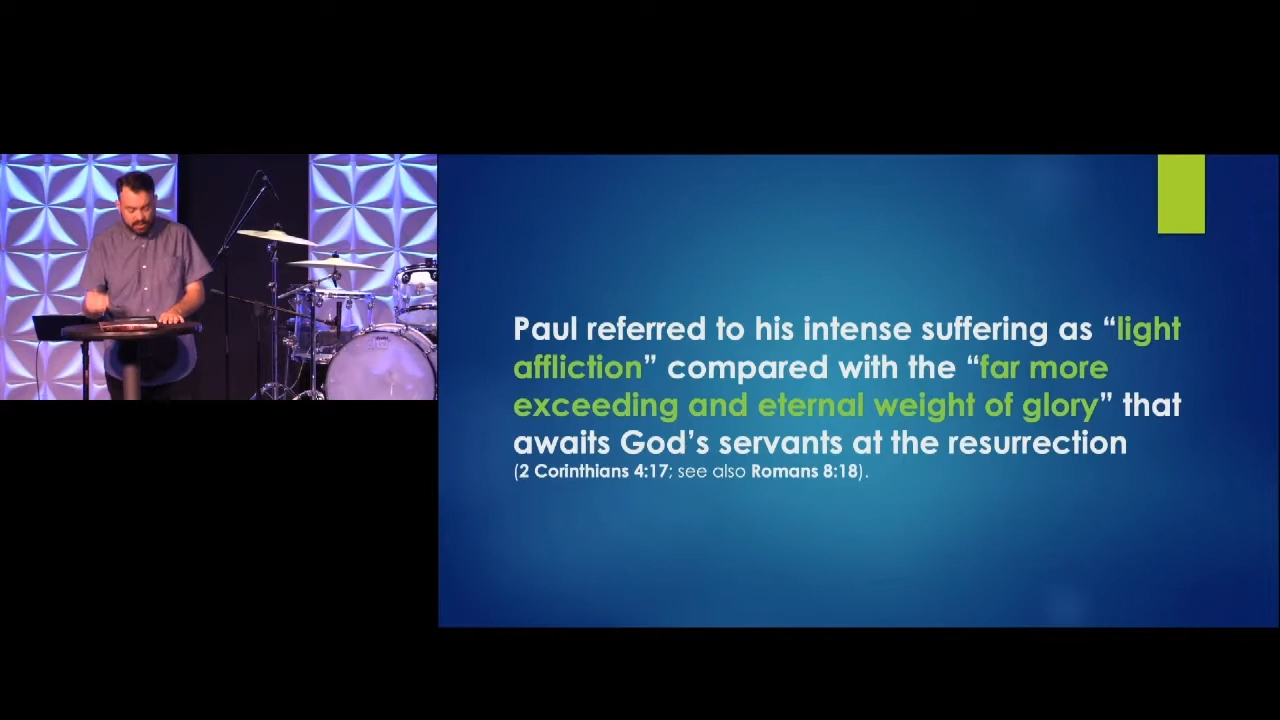 Paul referred to his intense suffering as “light
affliction” compared with the “far more
exceeding and eternal weight of glory” that
awaits God’s servants at the resurrection
(2 Corinthians 4:17; see also Romans 8:18).